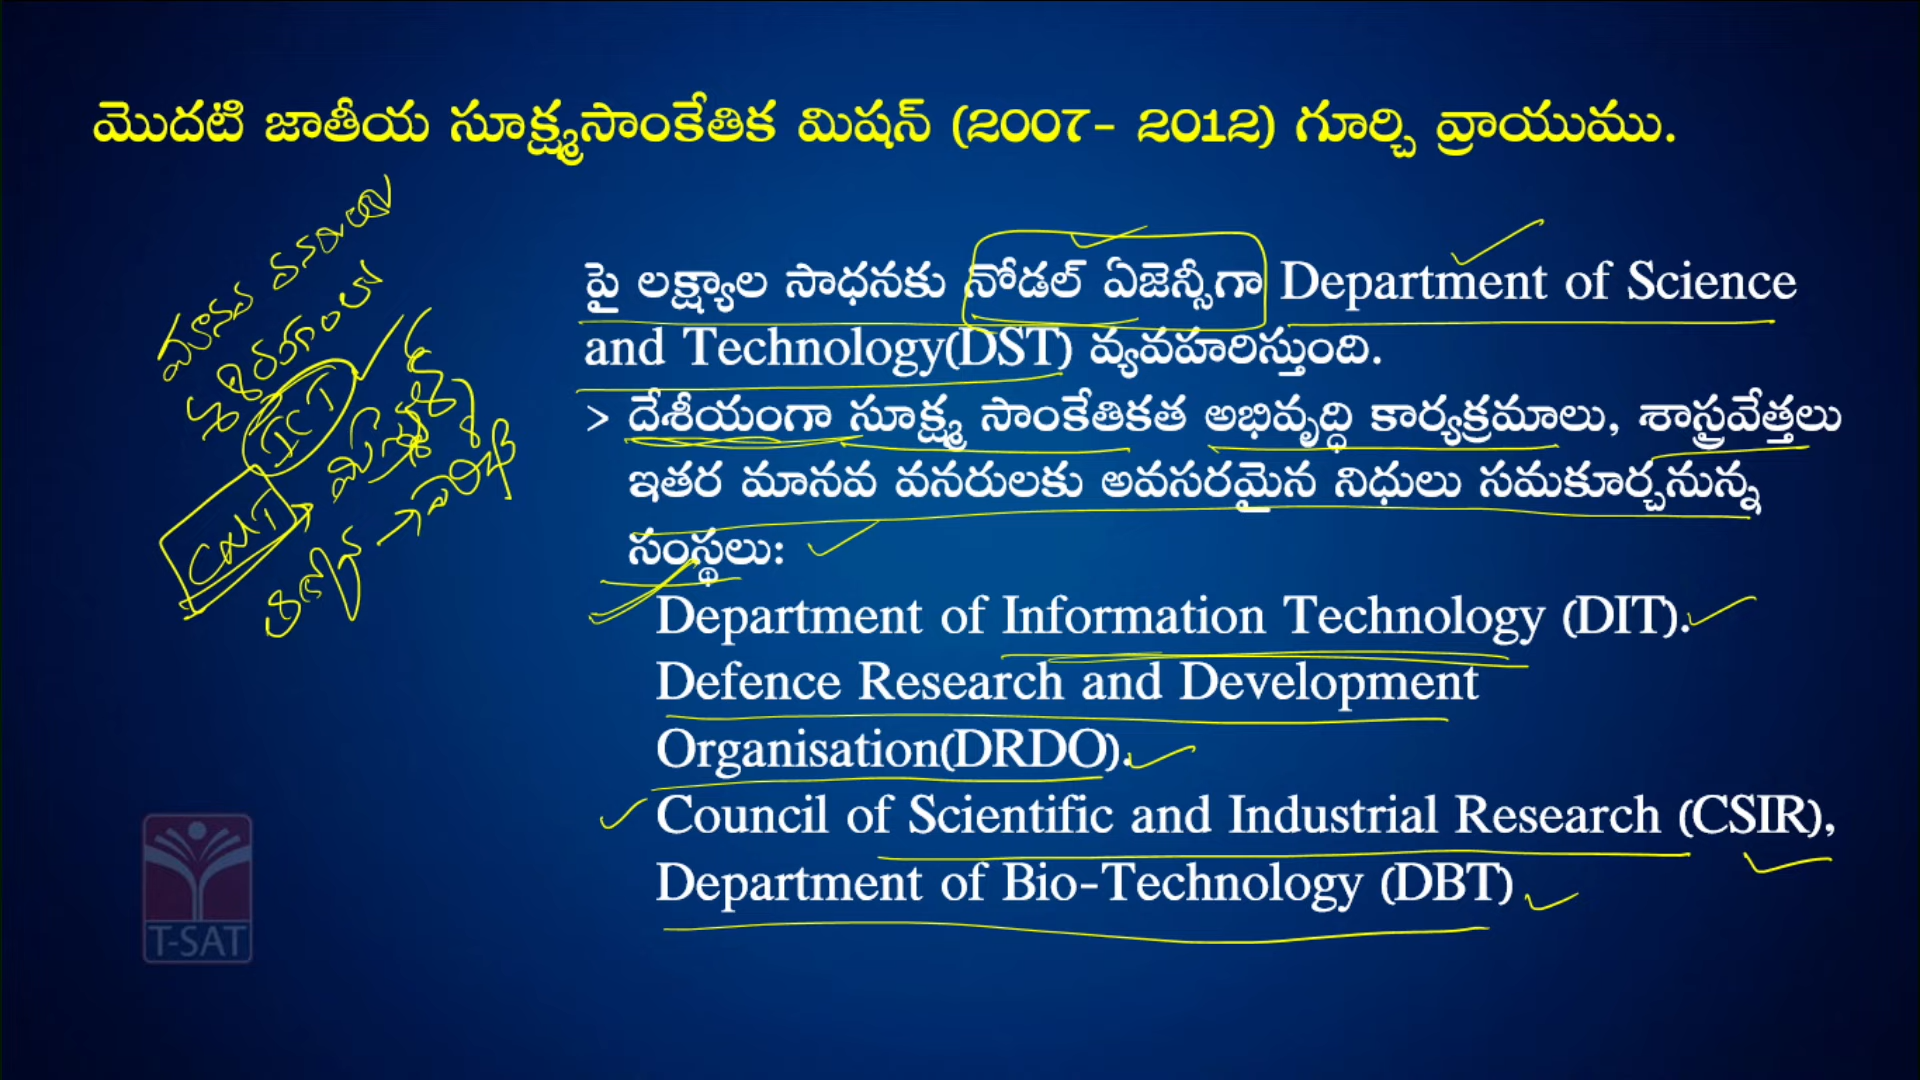 మొదటి జాతీయ సూక్ష్మసాంకేతిక మిషన్ (2007- 2012) గూర్చి వ్రాయుము.
పై లక్ష్యాల సాధనకు నోడల్ ఏజెన్సీగా Department of Science
and Technology(DST) వ్యవహరిస్తుంది.
> దేశీయంగా సూక్ష్మ సాంకేతికత అభివృద్ధి కార్యక్రమాలు, శాస్త్రవేత్తలు
ఇతర మానవ వనరులకు అవసరమైన నిధులు సమకూర్చనున్న
సంస్థలు:
Department of Information Technology (DIT).
Defence Research and Development
Organisation(DRDO).
Council of Scientific and Industrial Research (CSIR),
Department of Bio-Technology (DBT)
మానవ వనరులు
T-SAT